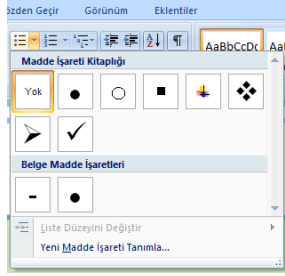 özden Geçir Görünüm Eklentiler
AaBbCcDc
Madde İşareti Kitaplığı
Yok
Belge Madde İşaretleri
Liste Düzeyini Değiştir
Yeni Madde İşareti Tanımla...